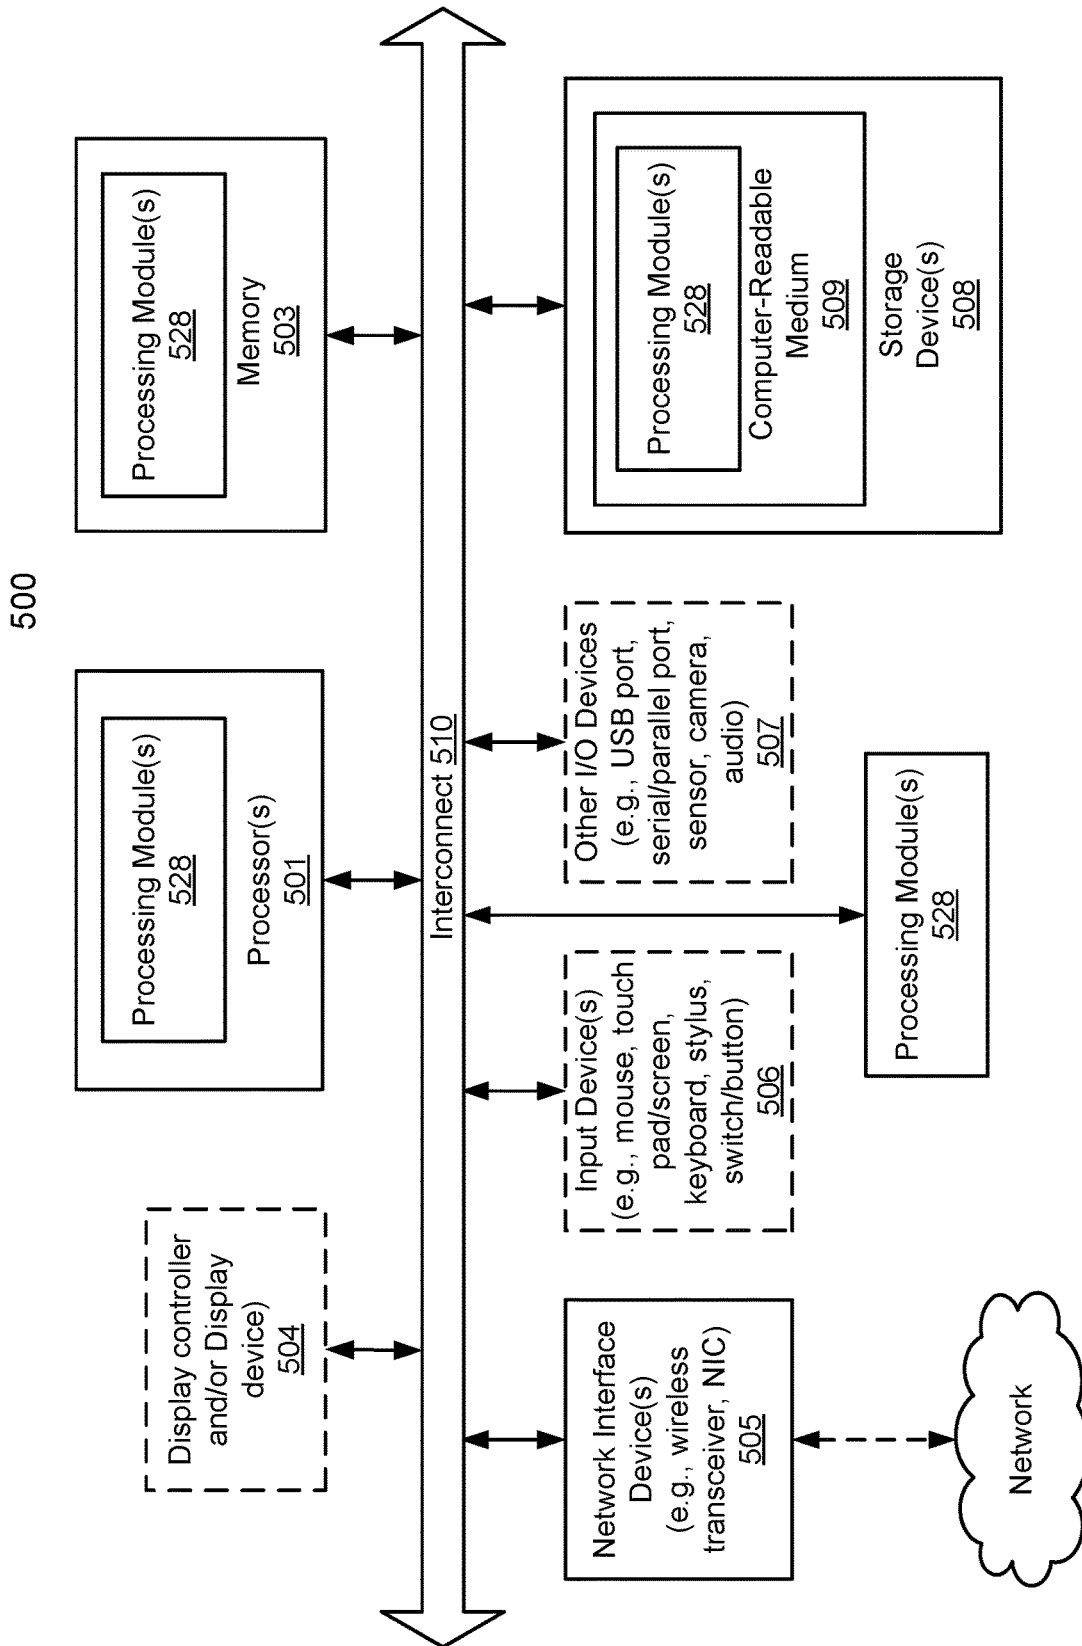 500
Display controller
and/or Display
device)
504
Processing Module(s)
528
Processor(s)
501
Processing Module(s)
528
Memory
503
Interconnect 510
Network Interface
Device(s)
(e.g., wireless
transceiver, NIC)
505
Input Device(s)
(e.g., mouse, touch
pad/screen,
keyboard, stylus,
switch/button)
506
Other I/O Devices
(e.g., USB port,
serial/parallel port,
sensor, camera,
audio)
507
Processing Module(s)
528
Computer-Readable
Medium
509
Storage
Device(s)
508
Processing Module(s)
528
Network